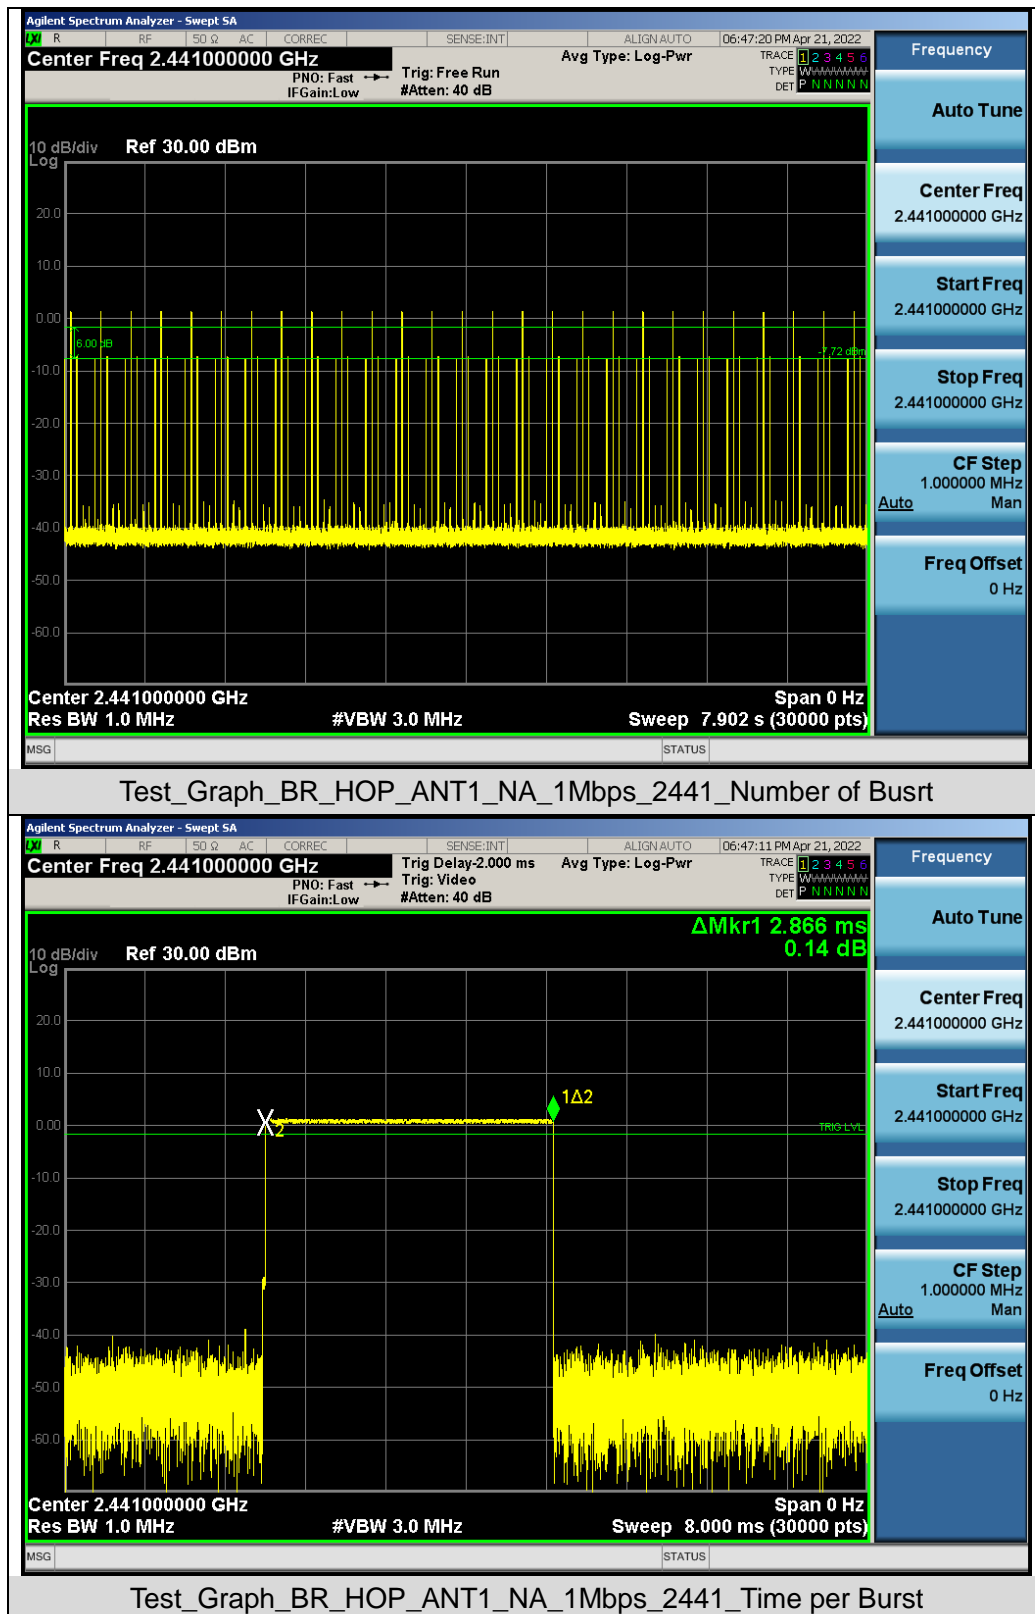 Agilent Spectrum Analyzer - Swept SA
LXI R RF 50 Ω AC CORREC SENSE:INT ALIGN AUTO 06:47:20 PM Apr 21, 2022
Center Freq 2.441000000 GHz Avg Type: Log-Pwr TRACE 1 2 3 4 5 6
PNO: Fast Trig: Free Run TYPE
IFGain:Low #Atten: 40 dB DET P N N N N N
Frequency
Auto Tune
10 dB/div Ref 30.00 dBm
Log
20.0
10.0
0.00
6.00 dB
-7.72 dBm
-10.0
-20.0
-30.0
-40.0
-50.0
-60.0
Center 2.441000000 GHz Span 0 Hz
Res BW 1.0 MHz #VBW 3.0 MHz Sweep 7.902 s (30000 pts)
MSG STATUS
Center Freq
2.441000000 GHz
Start Freq
2.441000000 GHz
Stop Freq
2.441000000 GHz
CF Step
1.000000 MHz
Auto Man
Freq Offset
0 Hz
Test_Graph_BR_HOP_ANT1_NA_1Mbps_2441_Number of Busrt
Agilent Spectrum Analyzer - Swept SA
LXI R RF 50 Ω AC CORREC SENSE:INT ALIGN AUTO 06:47:11 PM Apr 21, 2022
Center Freq 2.441000000 GHz Trig Delay-2.000 ms Avg Type: Log-Pwr TRACE 1 2 3 4 5 6
PNO: Fast Trig: Video TYPE
IFGain:Low #Atten: 40 dB DET P N N N N N
Frequency
Auto Tune
ΔMkr1 2.866 ms
0.14 dB
10 dB/div Ref 30.00 dBm
Log
20.0
10.0
1Δ2
0.00
2
TRIG LVL
-10.0
-20.0
-30.0
-40.0
-50.0
-60.0
Center 2.441000000 GHz Span 0 Hz
Res BW 1.0 MHz #VBW 3.0 MHz Sweep 8.000 ms (30000 pts)
MSG STATUS
Center Freq
2.441000000 GHz
Start Freq
2.441000000 GHz
Stop Freq
2.441000000 GHz
CF Step
1.000000 MHz
Auto Man
Freq Offset
0 Hz
Test_Graph_BR_HOP_ANT1_NA_1Mbps_2441_Time per Burst